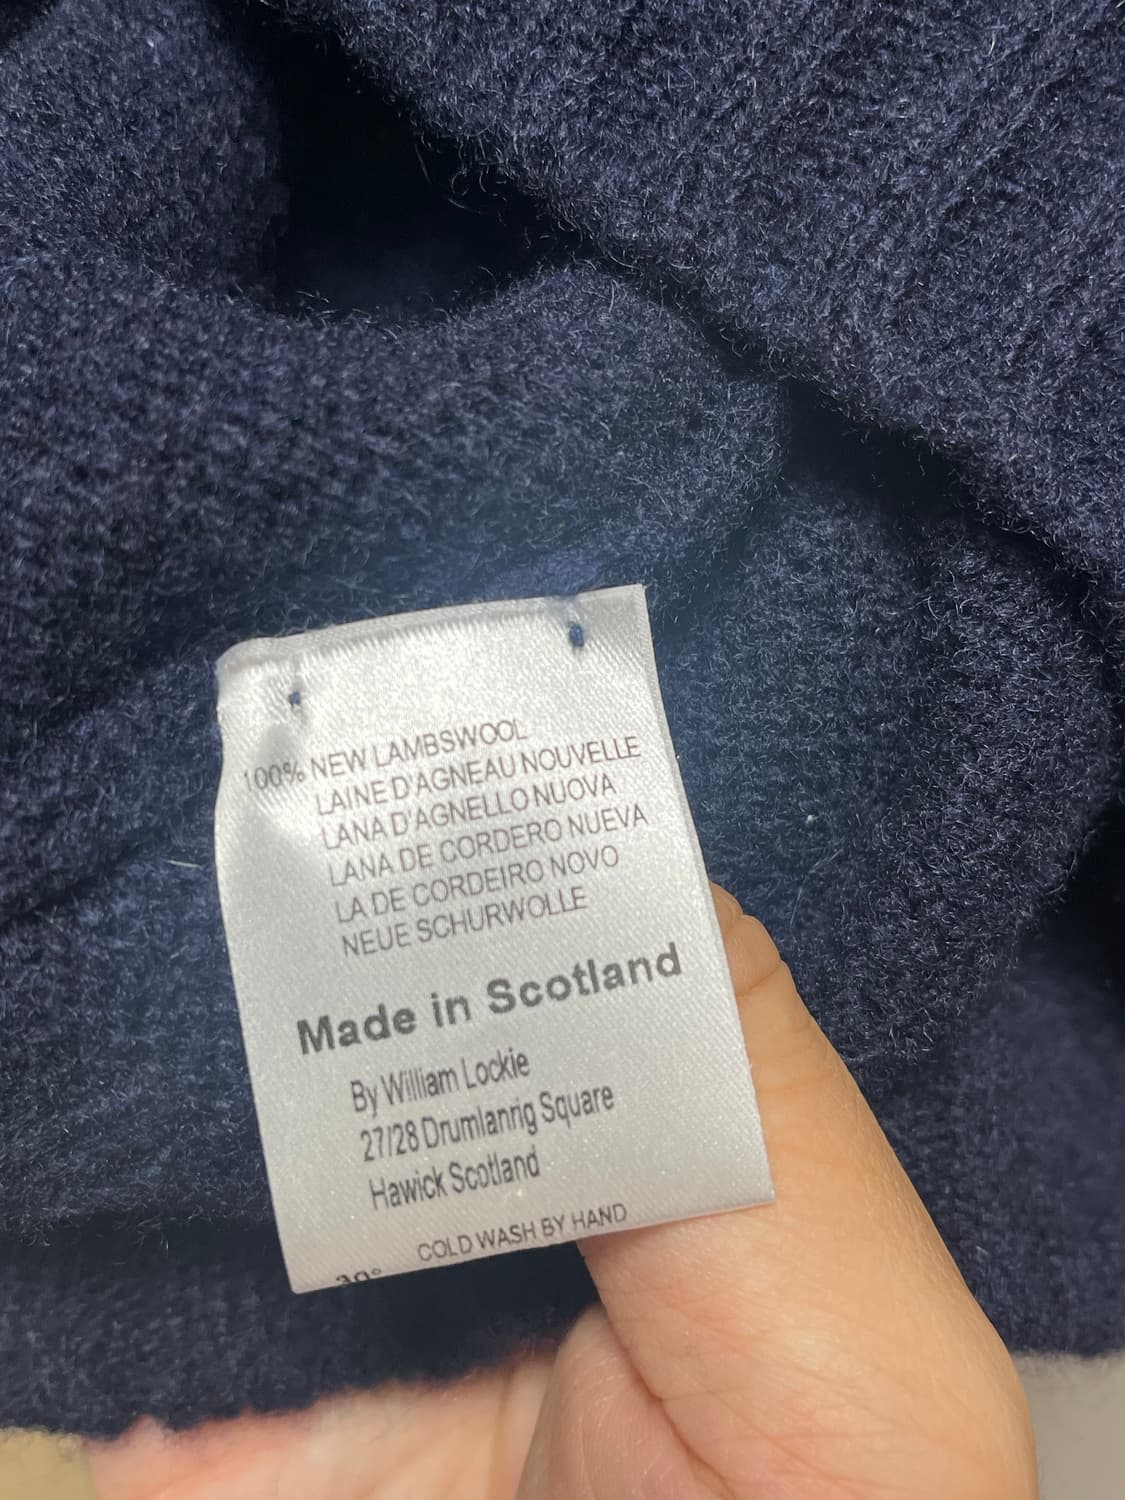 100% NEW LAMBSWOOL
LAINE D'AGNEAU NOUVELLE
LANA D'AGNELLO NUOVA
LANA DE CORDERO NUEVA
LA DE CORDEIRO NOVO
NEUE SCHURWOLLE
Made in Scotland
By William Lockie
27/28 Drumlanrig Square
Hawick Scotland
COLD WASH BY HAND
30°